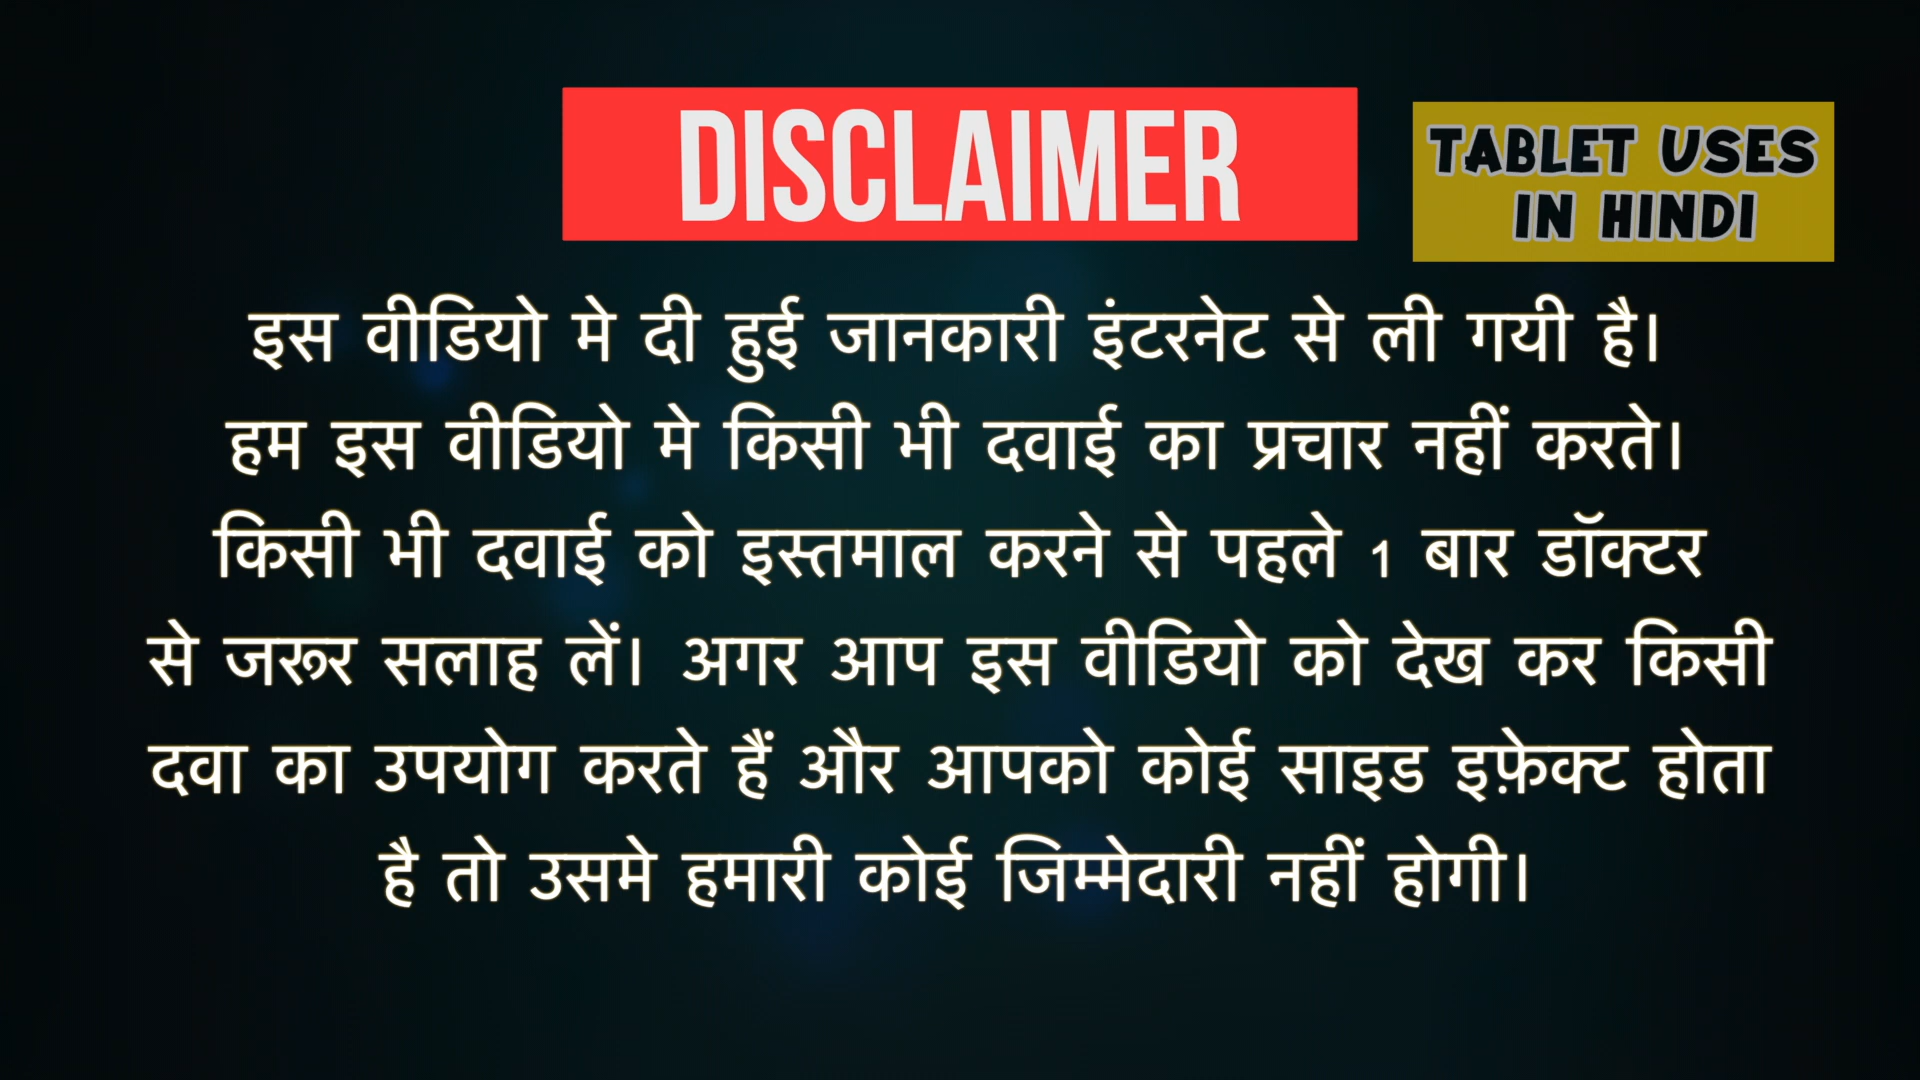 DISCLAIMER
TABLET USES
IN HINDI
इस वीडियो मे दी हुई जानकारी इंटरनेट से ली गयी है।
हम इस वीडियो मे किसी भी दवाई का प्रचार नहीं करते।
किसी भी दवाई को इस्तमाल करने से पहले 1 बार डॉक्टर
से जरूर सलाह लें। अगर आप इस वीडियो को देख कर किसी
दवा का उपयोग करते हैं और आपको कोई साइड इफ़ेक्ट होता
है तो उसमे हमारी कोई जिम्मेदारी नहीं होगी।